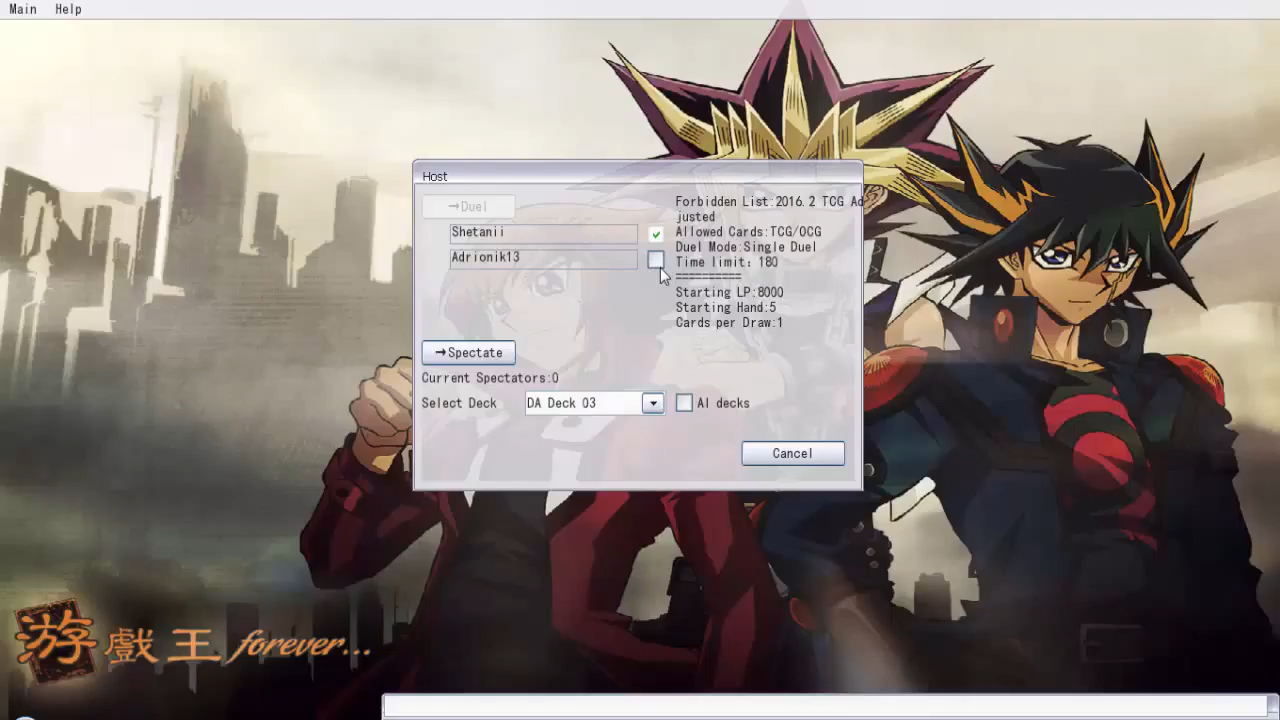 Main Help
Host
→Duel
Shetanii
Adrionik13
Forbidden List:2016.2 TCG Ad
justed
Allowed Cards:TCG/OCG
Duel Mode:Single Duel
Time limit: 180
==========
Starting LP:8000
Starting Hand:5
Cards per Draw:1
→Spectate
Current Spectators:0
Select Deck DA Deck 03 AI decks
Cancel
游戲王 forever...